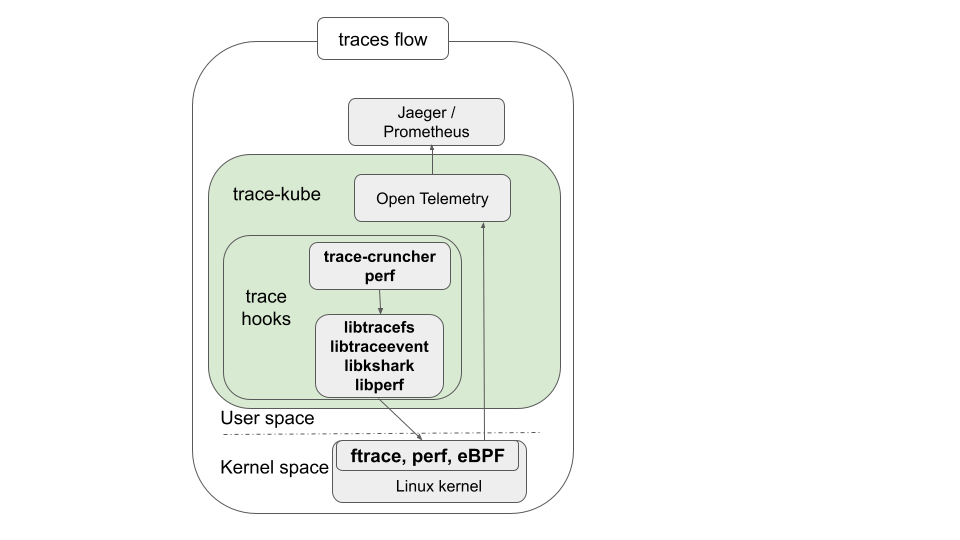 traces flow
Jaeger /
Prometheus
trace-kube
Open Telemetry
trace-cruncher
perf
trace
hooks
libtracefs
libtraceevent
libkshark
libperf
User space
Kernel space
ftrace, perf, eBPF
Linux kernel